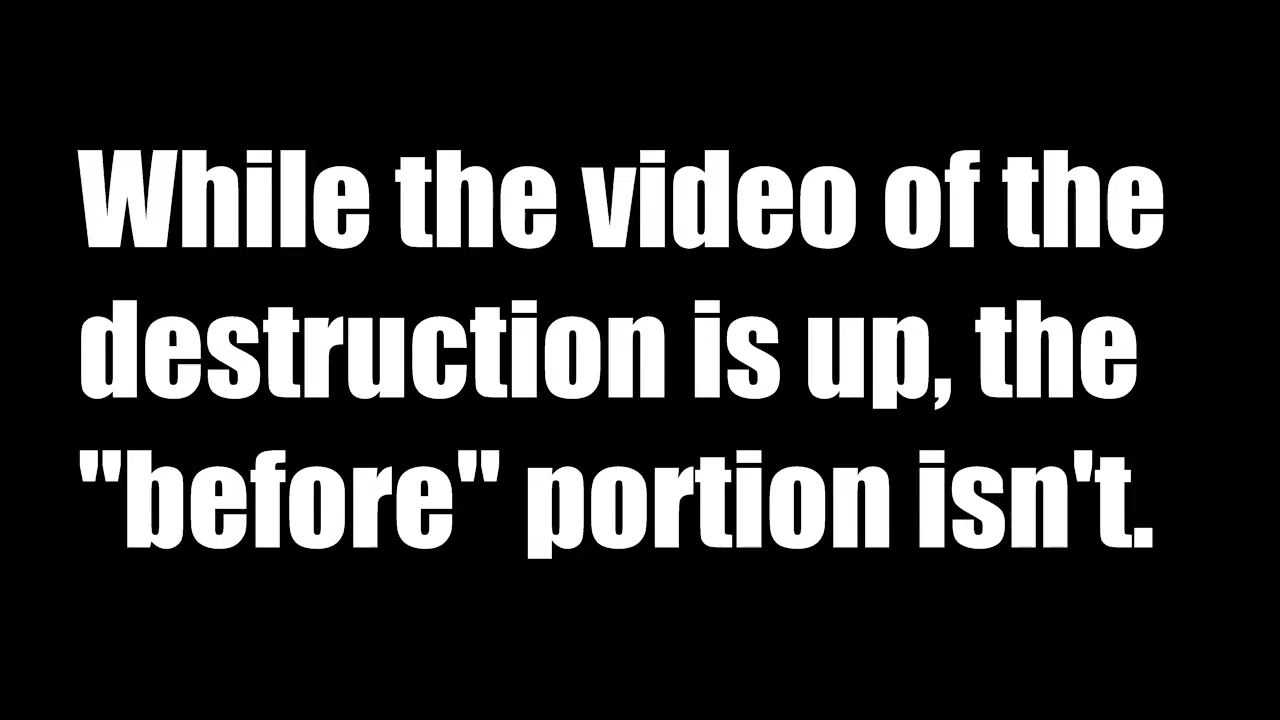 While the video of the
destruction is up, the
"before" portion isn't.